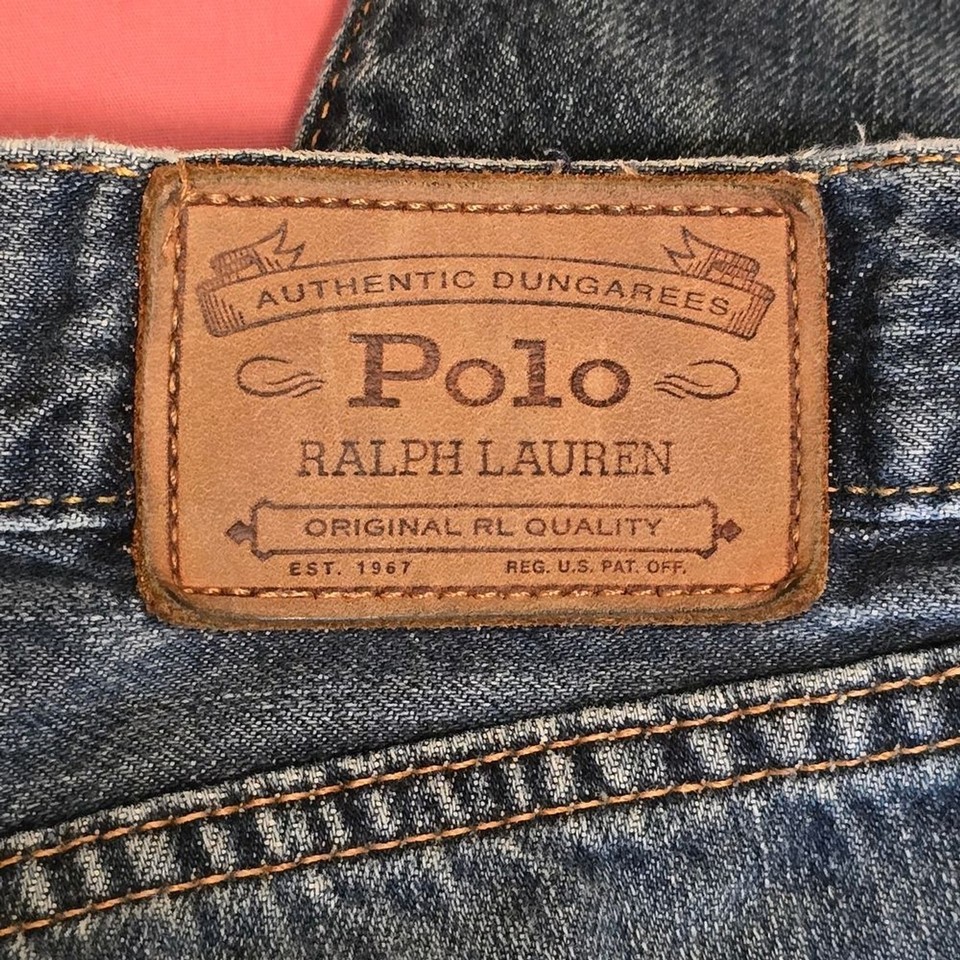 AUTHENTIC DUNGAREES
Polo
RALPH LAUREN
ORIGINAL RL QUALITY
EST. 1967 REG. U.S. PAT. OFF.